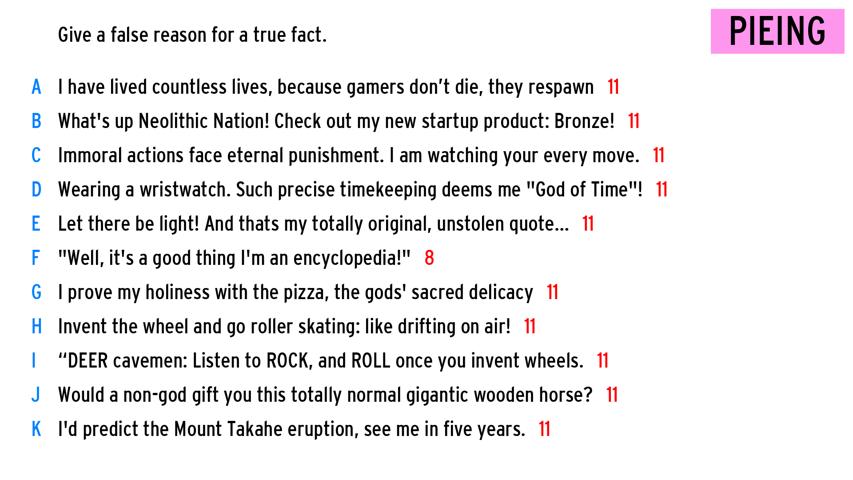 Give a false reason for a true fact.
PIEING
A I have lived countless lives, because gamers don’t die, they respawn 11
B What's up Neolithic Nation! Check out my new startup product: Bronze! 11
C Immoral actions face eternal punishment. I am watching your every move. 11
D Wearing a wristwatch. Such precise timekeeping deems me "God of Time"! 11
E Let there be light! And thats my totally original, unstolen quote... 11
F "Well, it's a good thing I'm an encyclopedia!" 8
G I prove my holiness with the pizza, the gods' sacred delicacy 11
H Invent the wheel and go roller skating: like drifting on air! 11
I “DEER cavemen: Listen to ROCK, and ROLL once you invent wheels. 11
J Would a non-god gift you this totally normal gigantic wooden horse? 11
K I'd predict the Mount Takahe eruption, see me in five years. 11